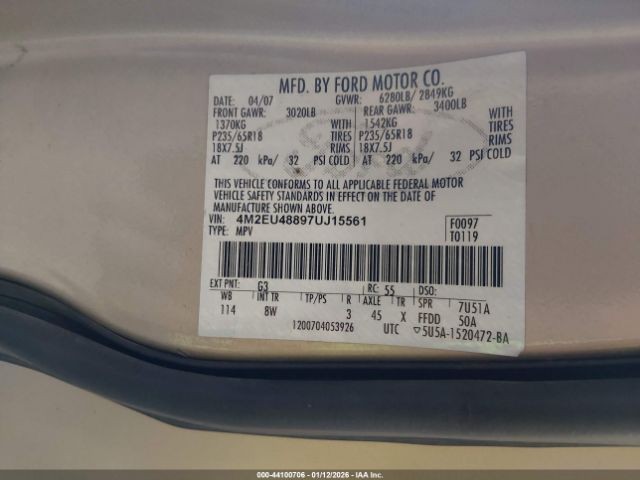 MFD. BY FORD MOTOR CO.
DATE: 04/07 GVWR: 6280LB/ 2849KG
FRONT GAWR: 3020LB REAR GAWR: 3400LB
1370KG WITH 1542KG WITH
P235/65R18 TIRES P235/65R18 TIRES
18X7.5J RIMS 18X7.5J RIMS
AT 220 kPa/ 32 PSI COLD AT 220 kPa/ 32 PSI COLD
THIS VEHICLE CONFORMS TO ALL APPLICABLE FEDERAL MOTOR
VEHICLE SAFETY STANDARDS IN EFFECT ON THE DATE OF
MANUFACTURE SHOWN ABOVE.
VIN: 4M2EU48897UJ15561 F0097
TYPE: MPV T0119
EXT PNT: G3 RC: 55 DSO:
WB INT TR TP/PS R AXLE TR SPR 7U51A
114 8W 3 45 X FFDD 50A
1200704053926 UTC ▽5U5A-1520472-BA
000-44100706 - 01/12/2026 - IAAI, Inc.